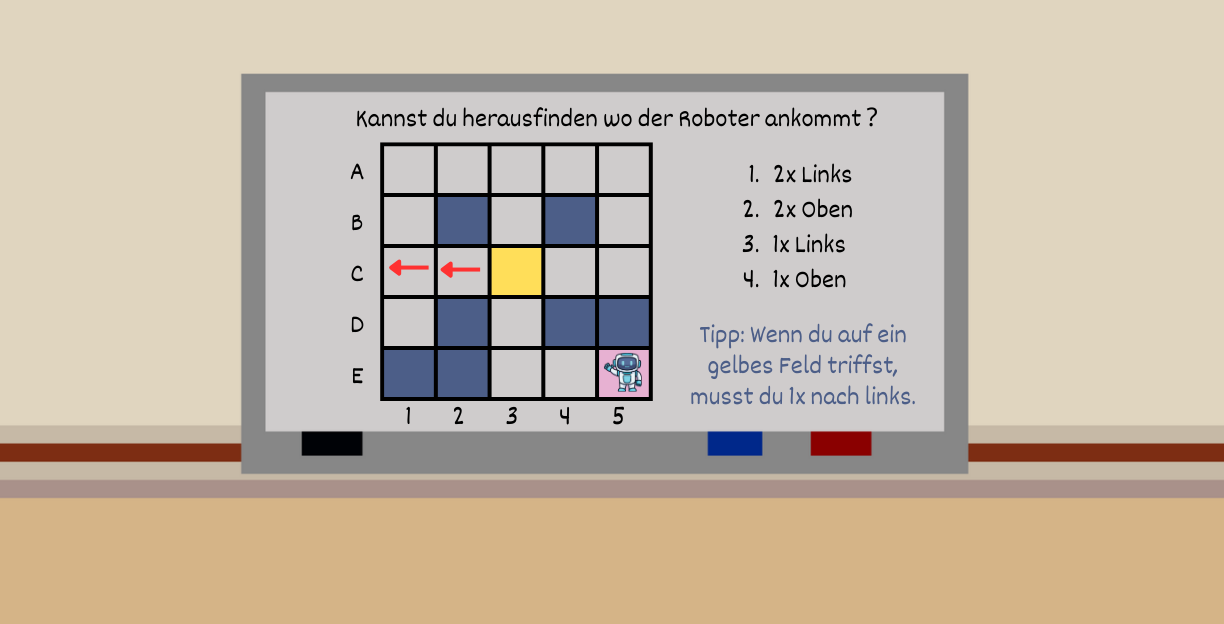 Kannst du herausfinden wo der Roboter ankommt ?
A
B
C
D
E
1 2 3 4 5
1. 2x Links
2. 2x Oben
3. 1x Links
4. 1x Oben
Tipp: Wenn du auf ein
gelbes Feld triffst,
musst du 1x nach links.